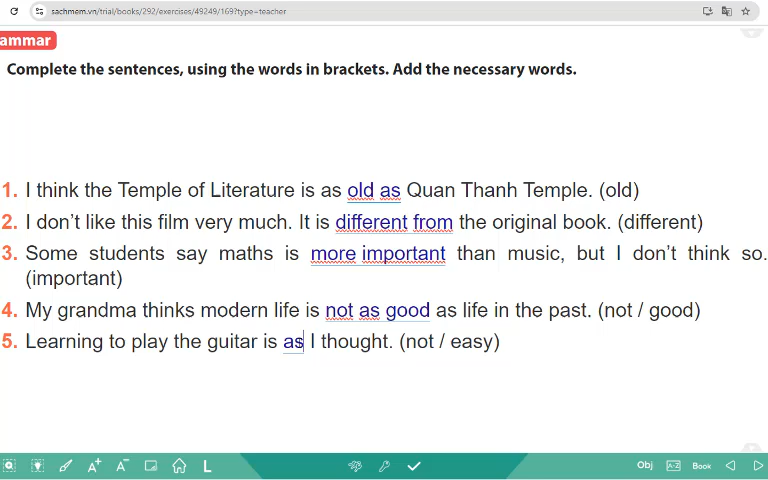 sachmem.vn/trial/books/292/exercises/49249/169?type=teacher
ammar
Complete the sentences, using the words in brackets. Add the necessary words.
1. I think the Temple of Literature is as old as Quan Thanh Temple. (old)
2. I don't like this film very much. It is different from the original book. (different)
3. Some students say maths is more important than music, but I don't think so.
(important)
4. My grandma thinks modern life is not as good as life in the past. (not / good)
5. Learning to play the guitar is as I thought. (not / easy)
A+ A- L Obj A-Z Book